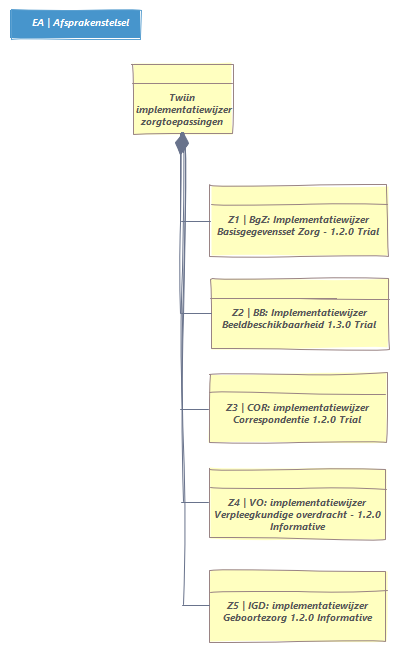 EA | Afsprakenstelsel
Twiin
implementatiewijzer
zorgtoepassingen
Z1 | BgZ: Implementatiewijzer
Basisgegevensset Zorg - 1.2.0 Trial
Z2 | BB: Implementatiewijzer
Beeldbeschikbaarheid 1.3.0 Trial
Z3 | COR: implementatiewijzer
Correspondentie 1.2.0 Trial
Z4 | VO: implementatiewijzer
Verpleegkundige overdracht - 1.2.0
Informative
Z5 | IGD: implementatiewijzer
Geboortezorg 1.2.0 Informative